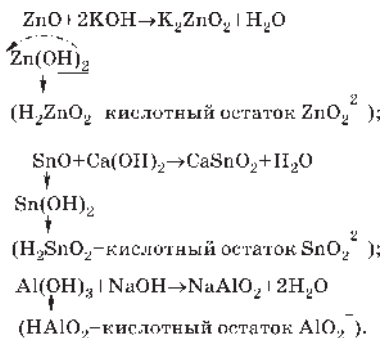 ZnO + 2KOH→K₂ZnO₂ + H₂O
Zn(OH)₂
(H₂ZnO₂ кислотный остаток ZnO₂²);
SnO+Ca(OH)₂→CaSnO₂+H₂O
Sn(OH)₂
(H₂SnO₂–кислотный остаток SnO₂²);
Al(OH)₃ + NaOH→NaAlO₂ + 2H₂O
(HAlO₂–кислотный остаток AlO₂⁻).